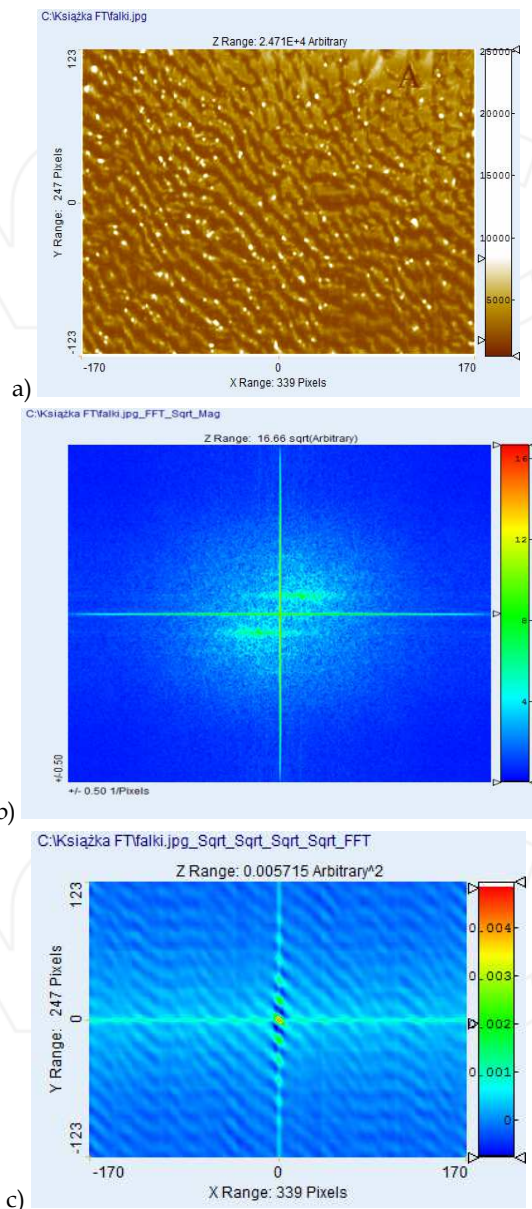 C:\Książka FT\falki.jpg
Z Range: 2.471E+4 Arbitrary
123
0
-123
Y Range: 247 Pixels
A
-170
0
170
X Range: 339 Pixels
25000
20000
15000
10000
5000
a)
C:\Książka FT\falki.jpg_FFT_Sqrt_Mag
Z Range: 16.66 sqrt(Arbitrary)
16
12
8
4
+/-0.50
+/- 0.50 1/Pixels
b)
C:\Książka FT\falki.jpg_Sqrt_Sqrt_Sqrt_Sqrt_FFT
Z Range: 0.005715 Arbitrary^2
123
0
-123
Y Range: 247 Pixels
-170
0
170
X Range: 339 Pixels
0.004
0.003
0.002
0.001
0
c)